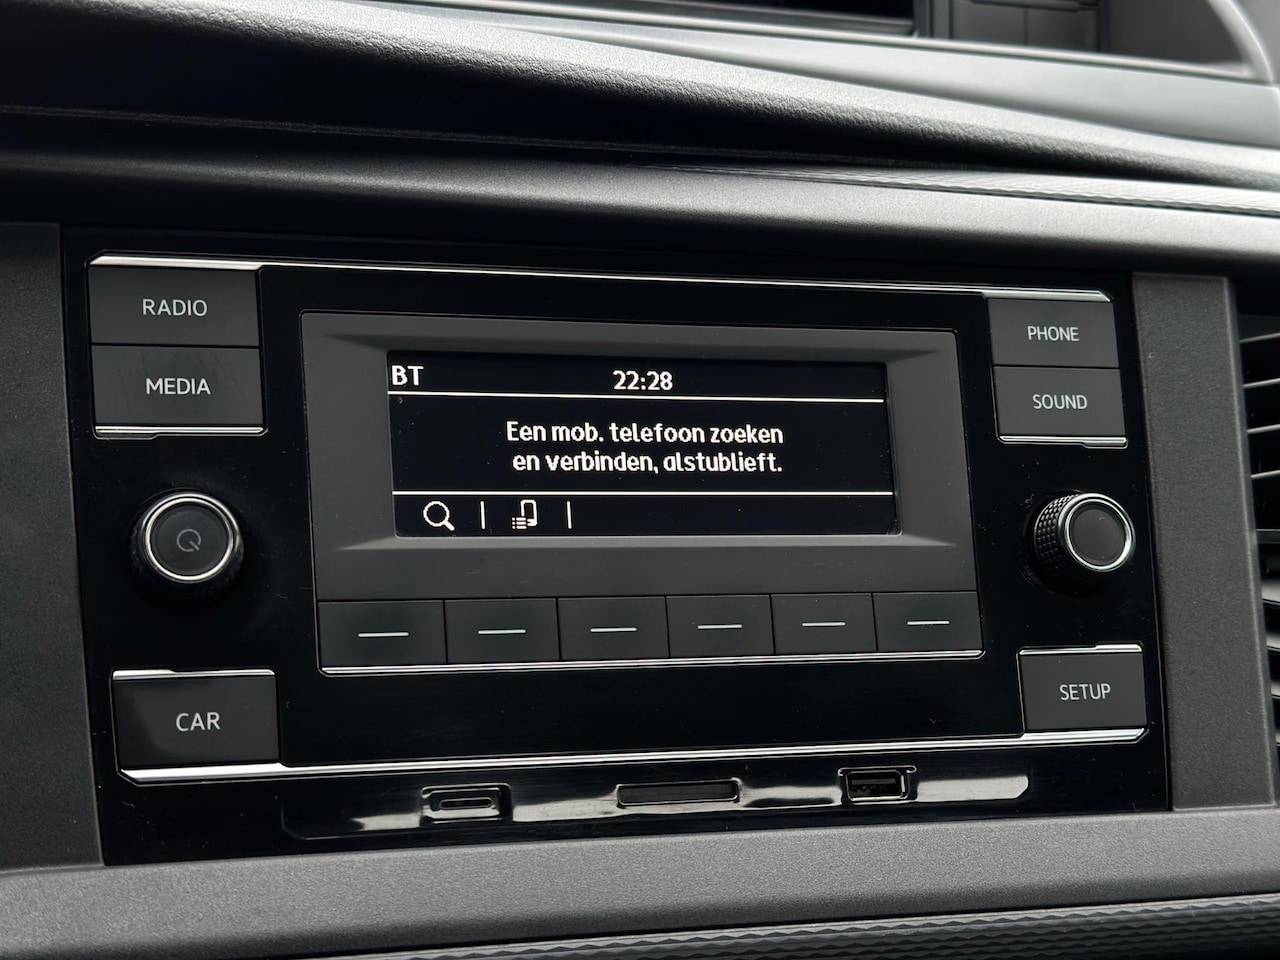 RADIO
MEDIA
BT 22:28
Een mob. telefoon zoeken
en verbinden, alstublieft.
PHONE
SOUND
CAR
SETUP